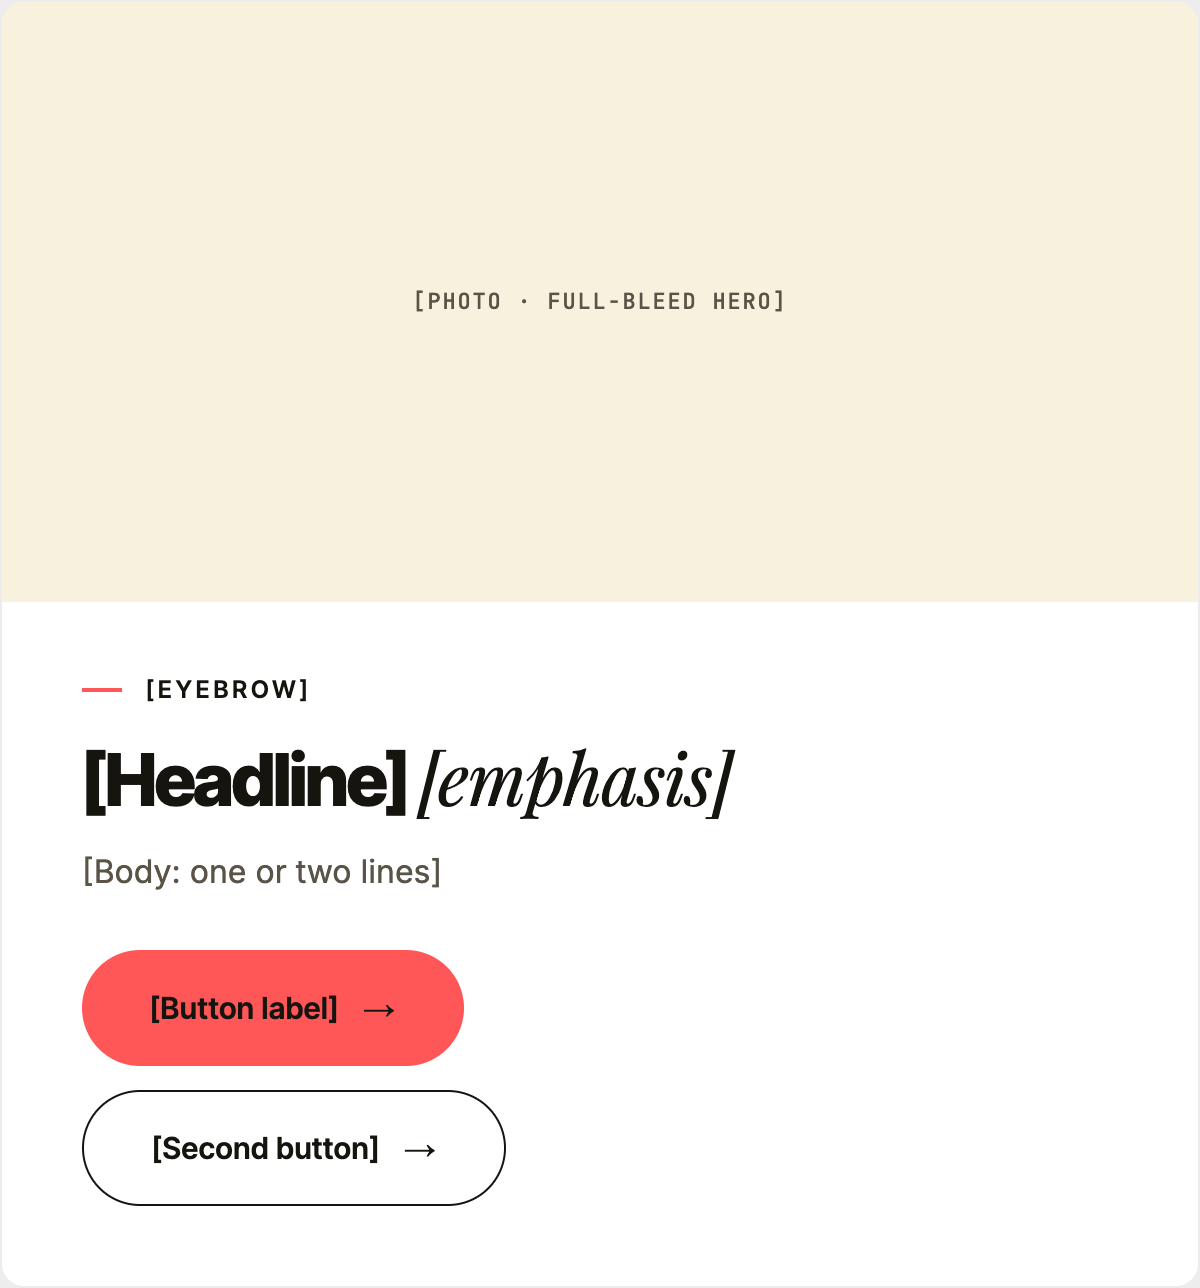 [PHOTO · FULL-BLEED HERO]
[EYEBROW]
[Headline] [emphasis]
[Body: one or two lines]
[Button label] →
[Second button] →